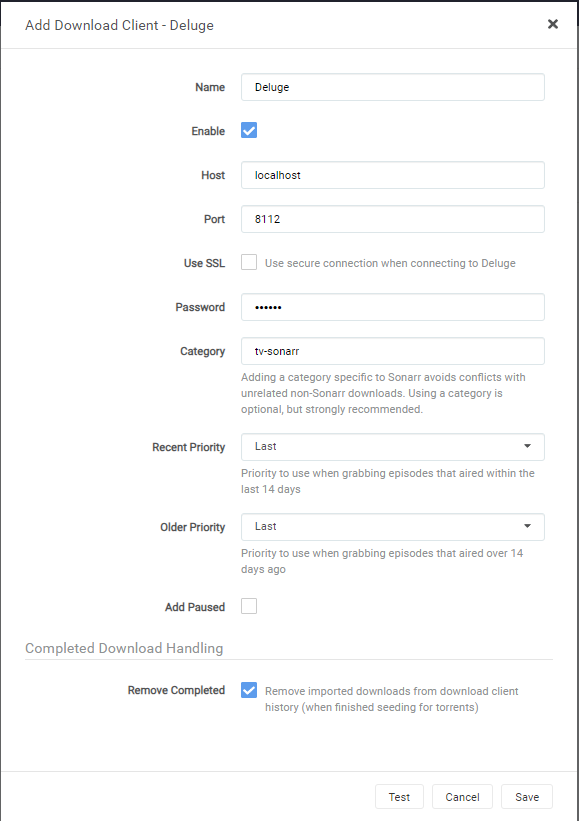 Add Download Client - Deluge
Name
Deluge
Enable
Host
localhost
Port
8112
Use SSL
Use secure connection when connecting to Deluge
Password
••••••
Category
tv-sonarr
Adding a category specific to Sonarr avoids conflicts with
unrelated non-Sonarr downloads. Using a category is
optional, but strongly recommended.
Recent Priority
Last
Priority to use when grabbing episodes that aired within the
last 14 days
Older Priority
Last
Priority to use when grabbing episodes that aired over 14
days ago
Add Paused
Completed Download Handling
Remove Completed
Remove imported downloads from download client
history (when finished seeding for torrents)
Test
Cancel
Save